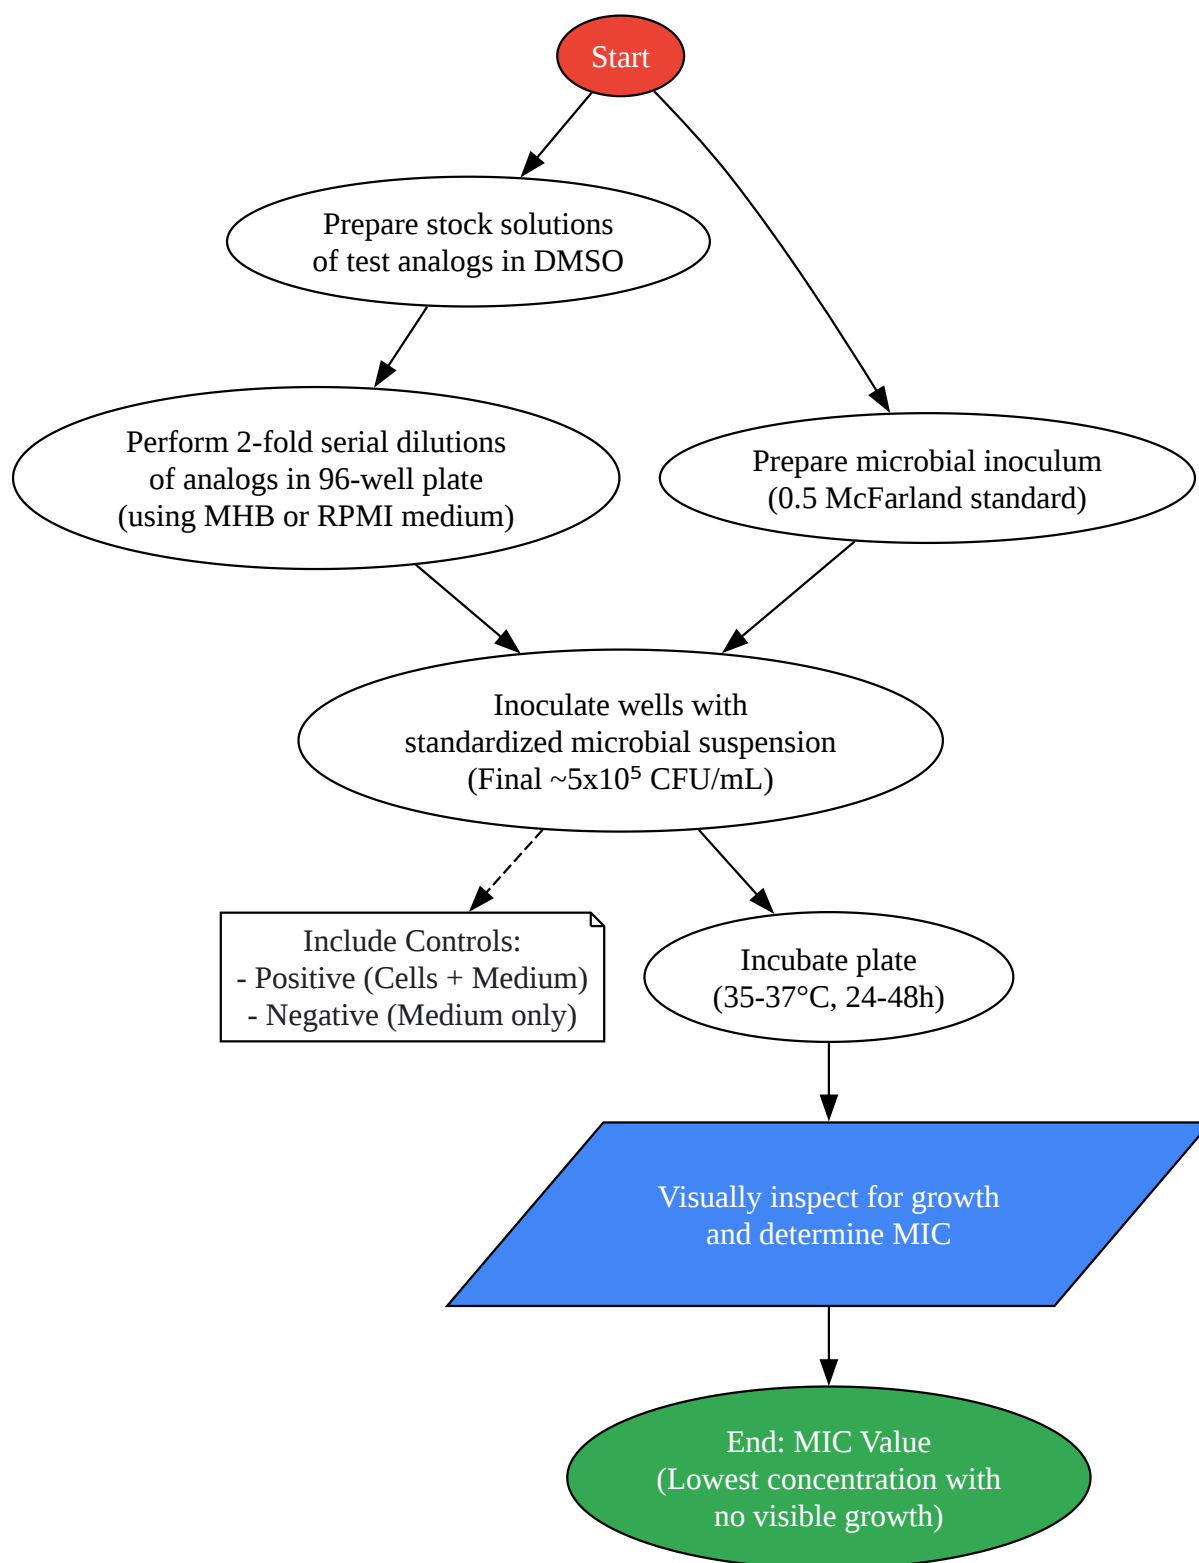 Start
Prepare stock solutions
of test analogs in DMSO
Perform 2-fold serial dilutions
of analogs in 96-well plate
(using MHB or RPMI medium)
Prepare microbial inoculum
(0.5 McFarland standard)
Inoculate wells with
standardized microbial suspension
(Final ~5x10⁵ CFU/mL)
Include Controls:
- Positive (Cells + Medium)
- Negative (Medium only)
Incubate plate
(35-37°C, 24-48h)
Visually inspect for growth
and determine MIC
End: MIC Value
(Lowest concentration with
no visible growth)